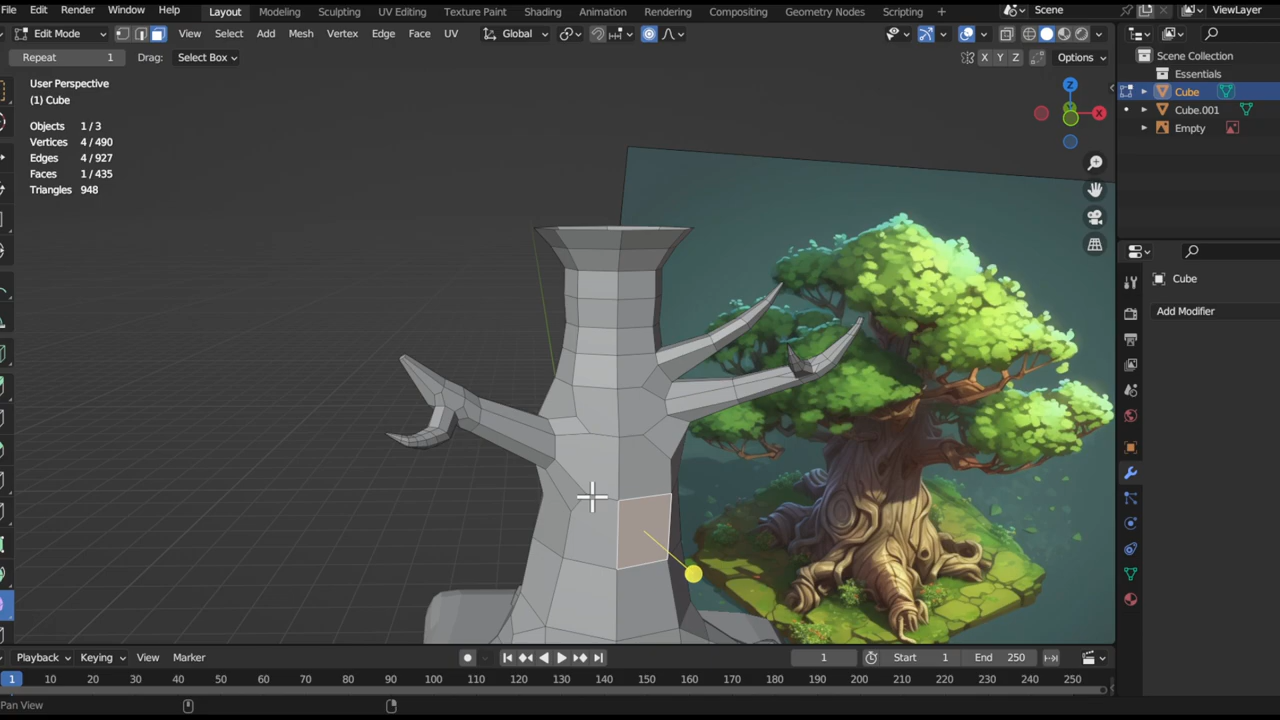 File Edit Render Window Help Layout Modeling Sculpting UV Editing Texture Paint Shading Animation Rendering Compositing Geometry Nodes Scripting + Scene ViewLayer
Edit Mode View Select Add Mesh Vertex Edge Face UV Global
Repeat 1 Drag: Select Box X Y Z Options
User Perspective
(1) Cube
Objects 1 / 3
Vertices 4 / 490
Edges 4 / 927
Faces 1 / 435
Triangles 948
Z
X
Scene Collection
Essentials
Cube
Cube.001
Empty
Cube
Add Modifier
Playback Keying View Marker 1 Start 1 End 250
1 10 20 30 40 50 60 70 80 90 100 110 120 130 140 150 160 170 180 190 200 210 220 230 240 250
Pan View